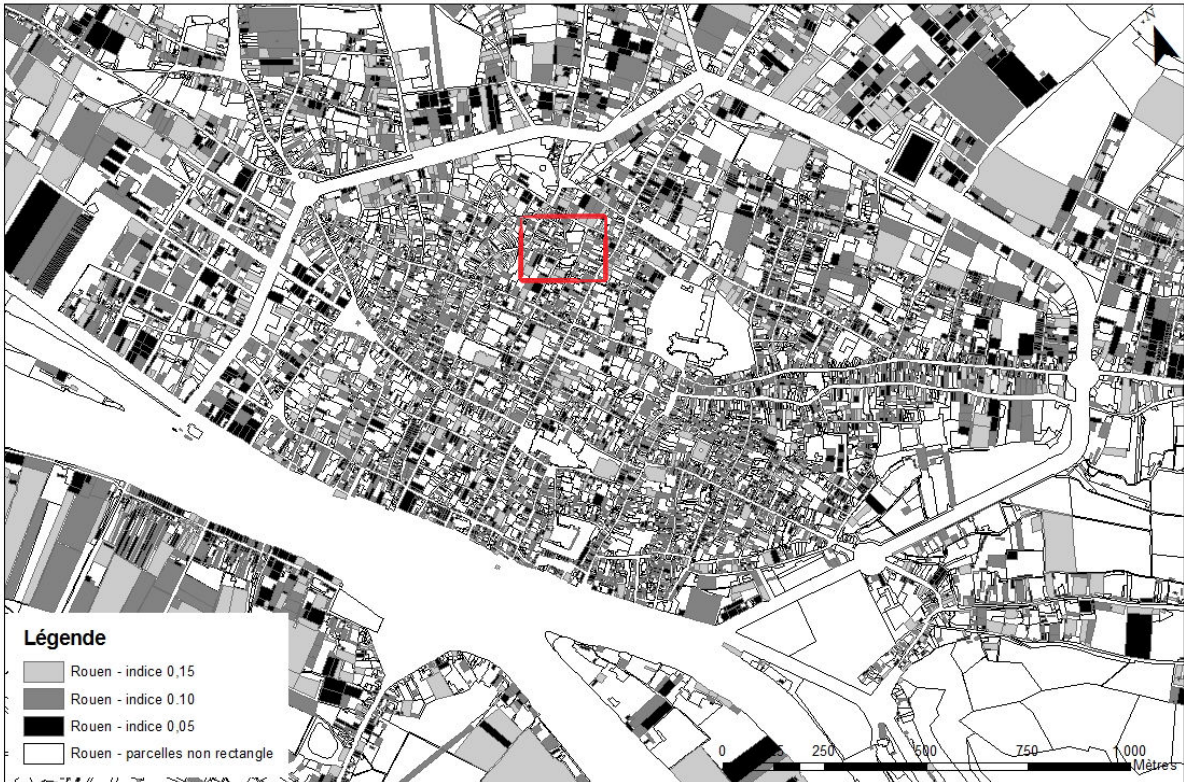 Légende
Rouen - indice 0,15
Rouen - indice 0.10
Rouen - indice 0,05
Rouen - parcelles non rectangle
0 250 500 750 1 000
Mètres